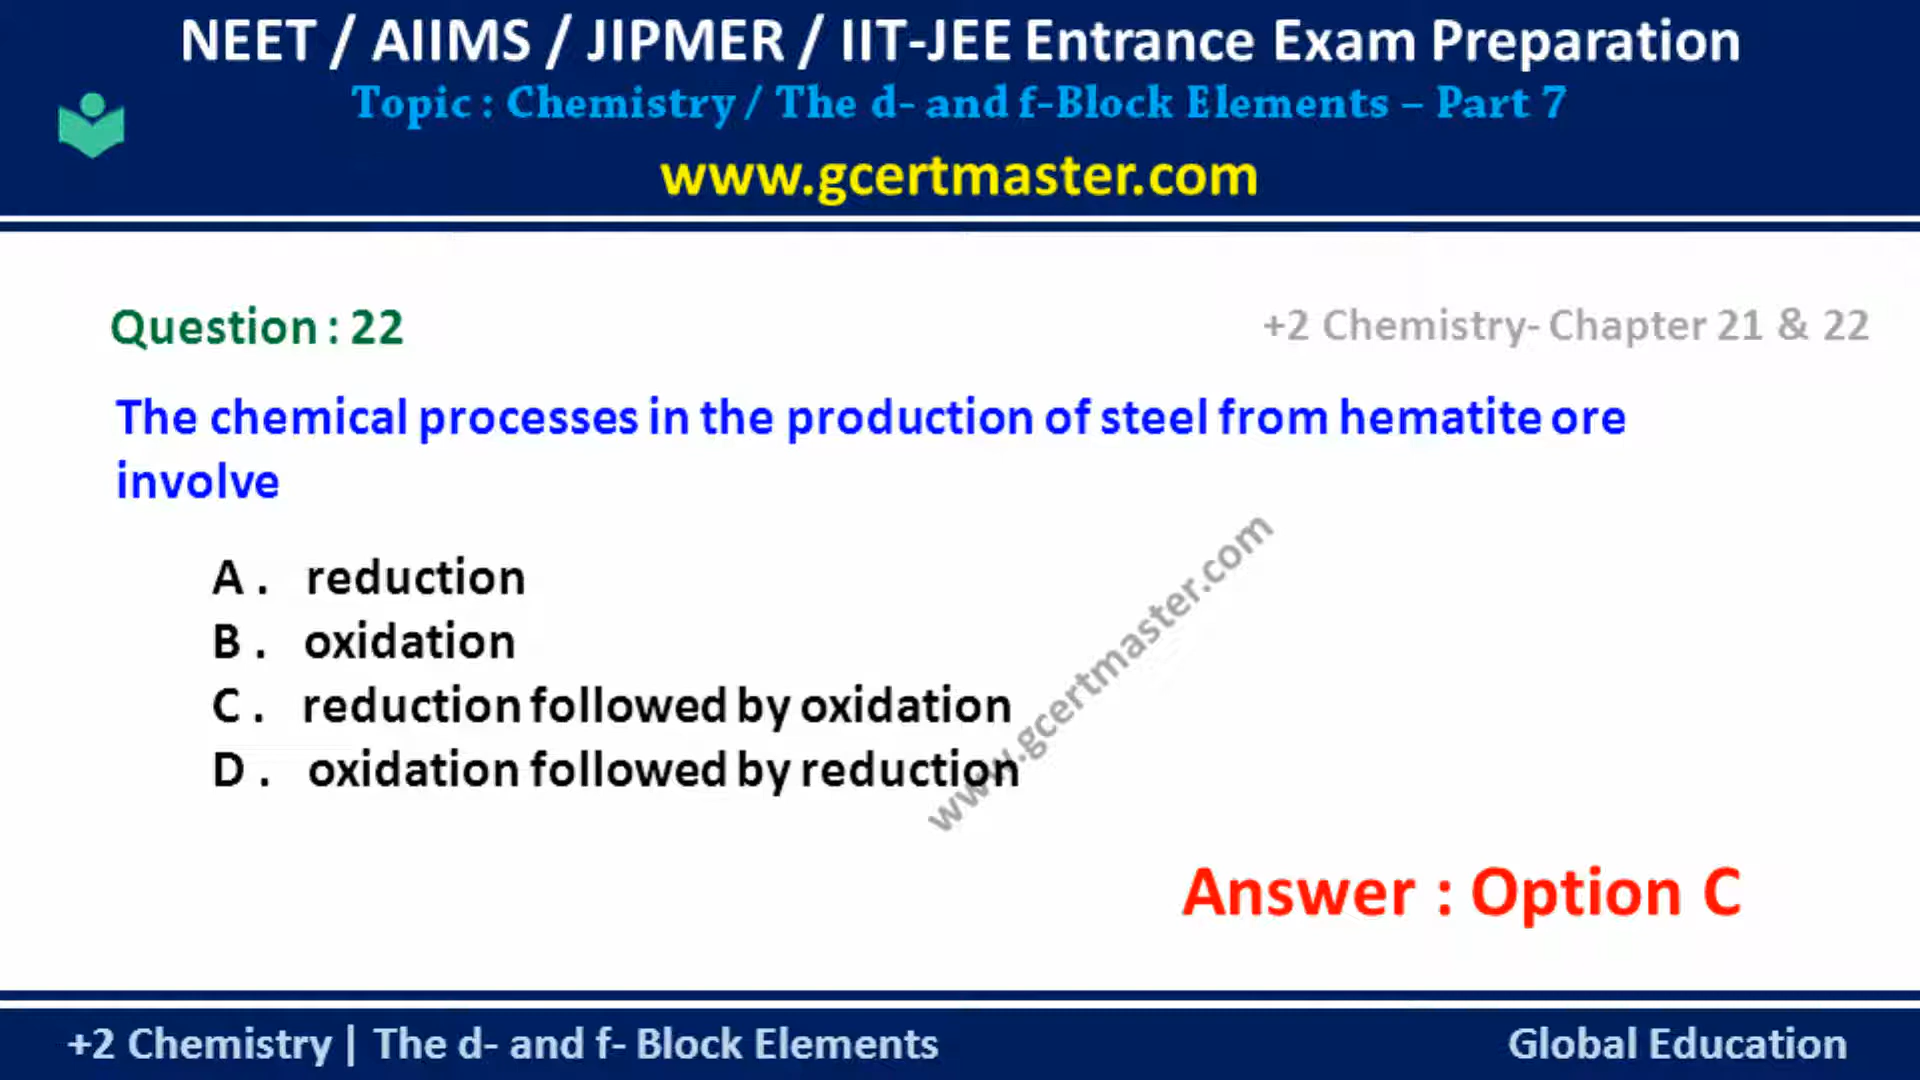 NEET / AIIMS / JIPMER / IIT-JEE Entrance Exam Preparation
Topic : Chemistry / The d- and f-Block Elements – Part 7
www.gcertmaster.com
Question : 22
+2 Chemistry- Chapter 21 & 22
The chemical processes in the production of steel from hematite ore
involve
A . reduction
B . oxidation
C . reduction followed by oxidation
D . oxidation followed by reduction
www.gcertmaster.com
Answer : Option C
+2 Chemistry | The d- and f- Block Elements
Global Education